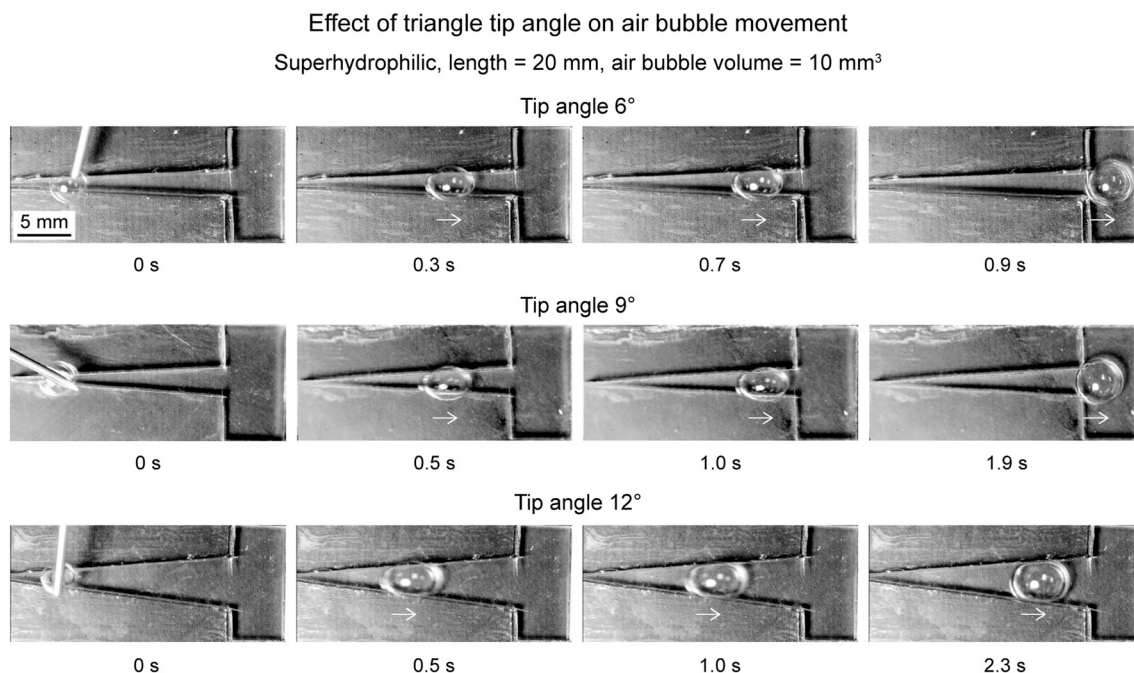 Effect of triangle tip angle on air bubble movement
Superhydrophilic, length = 20 mm, air bubble volume = 10 mm³
Tip angle 6°
5 mm
0 s 0.3 s 0.7 s 0.9 s
Tip angle 9°
0 s 0.5 s 1.0 s 1.9 s
Tip angle 12°
0 s 0.5 s 1.0 s 2.3 s